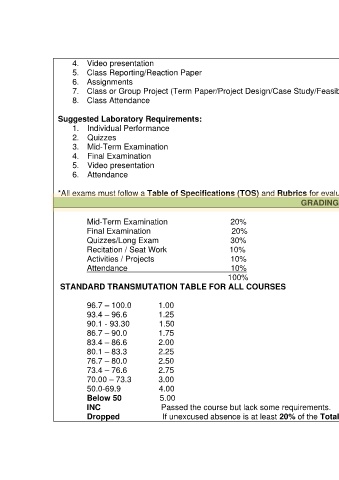 4. Video presentation
5. Class Reporting/Reaction Paper
6. Assignments
7. Class or Group Project (Term Paper/Project Design/Case Study/Feasib
8. Class Attendance
Suggested Laboratory Requirements:
1. Individual Performance
2. Quizzes
3. Mid-Term Examination
4. Final Examination
5. Video presentation
6. Attendance
*All exams must follow a Table of Specifications (TOS) and Rubrics for evalu
GRADING
Mid-Term Examination 20%
Final Examination 20%
Quizzes/Long Exam 30%
Recitation / Seat Work 10%
Activities / Projects 10%
Attendance 10%
100%
STANDARD TRANSMUTATION TABLE FOR ALL COURSES
96.7 – 100.0 1.00
93.4 – 96.6 1.25
90.1 - 93.30 1.50
86.7 – 90.0 1.75
83.4 – 86.6 2.00
80.1 – 83.3 2.25
76.7 – 80.0 2.50
73.4 – 76.6 2.75
70.00 – 73.3 3.00
50.0-69.9 4.00
Below 50 5.00
INC Passed the course but lack some requirements.
Dropped If unexcused absence is at least 20% of the Total